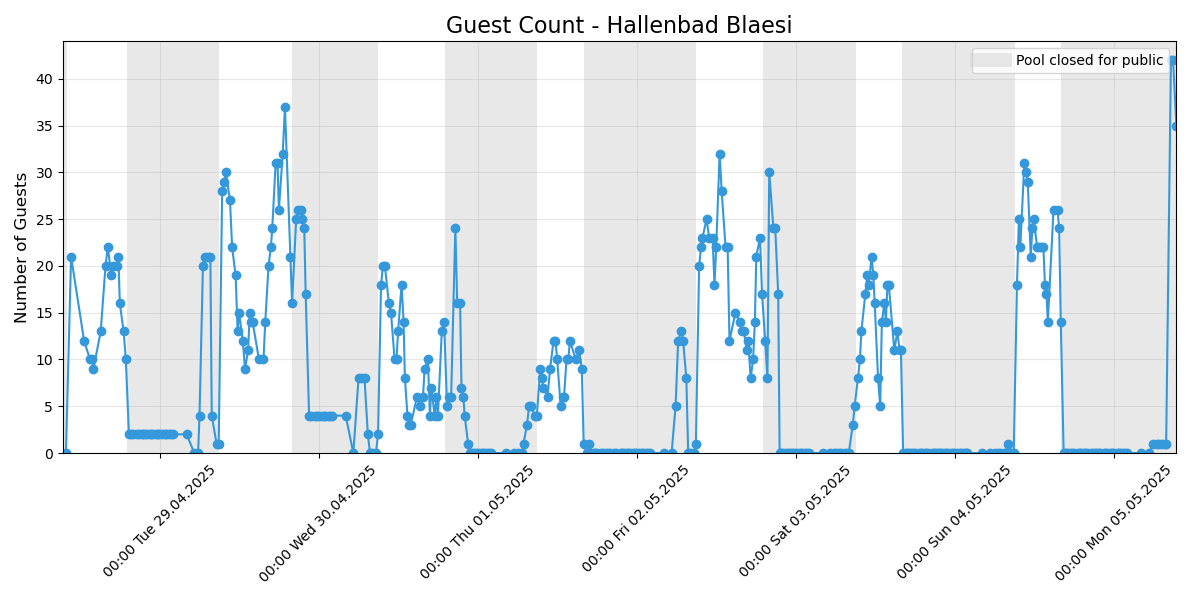 Guest Count - Hallenbad Blaesi
Pool closed for public
Number of Guests
40
35
30
25
20
15
10
5
0
00:00 Tue 29.04.2025
00:00 Wed 30.04.2025
00:00 Thu 01.05.2025
00:00 Fri 02.05.2025
00:00 Sat 03.05.2025
00:00 Sun 04.05.2025
00:00 Mon 05.05.2025